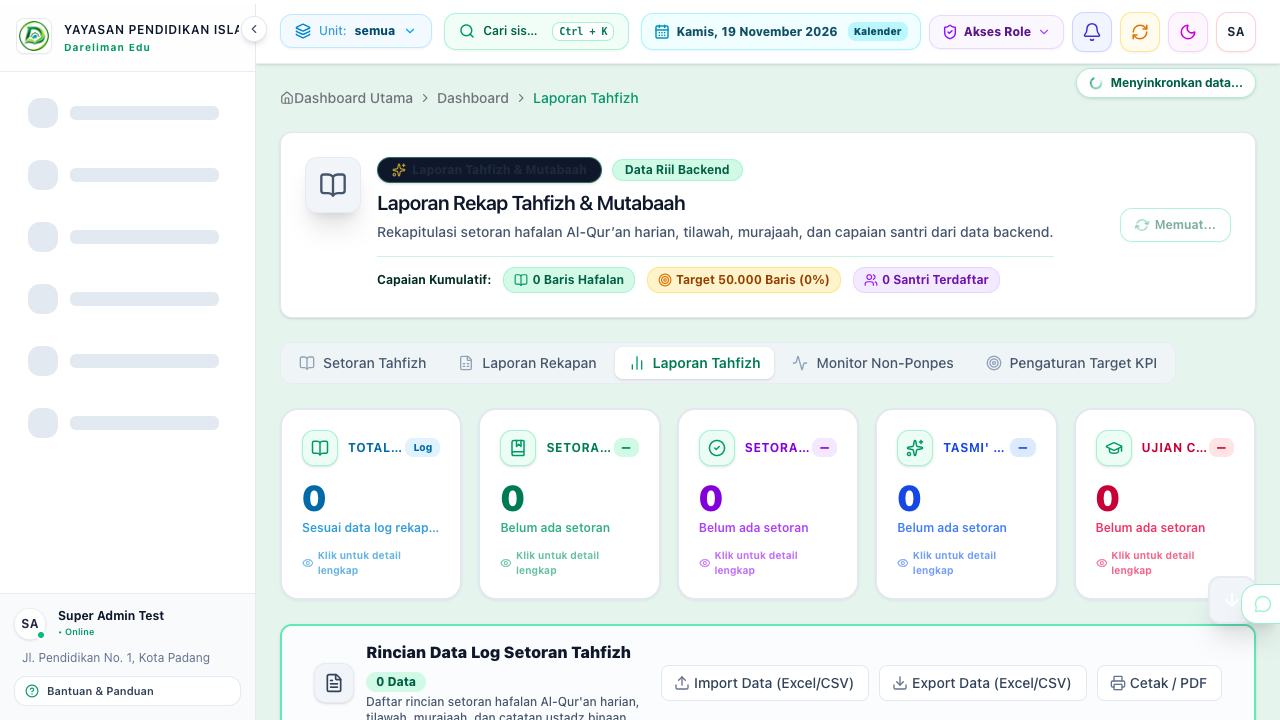 YAYASAN PENDIDIKAN ISLA
Dareliman Edu
Unit: semua
Cari sis...
Ctrl + K
Kamis, 19 November 2026
Kalender
Akses Role
SA
Menyinkronkan data...
Dashboard Utama > Dashboard > Laporan Tahfizh
Laporan Tahfizh & Mutabaah
Data Riil Backend
Laporan Rekap Tahfizh & Mutabaah
Rekapitulasi setoran hafalan Al-Qur'an harian, tilawah, murajaah, dan capaian santri dari data backend.
Memuat...
Capaian Kumulatif:
0 Baris Hafalan
Target 50.000 Baris (0%)
0 Santri Terdaftar
Setoran Tahfizh
Laporan Rekapan
Laporan Tahfizh
Monitor Non-Ponpes
Pengaturan Target KPI
TOTAL...
Log
0
Sesuai data log rekap...
Klik untuk detail
lengkap
SETORA...
–
0
Belum ada setoran
Klik untuk detail
lengkap
SETORA...
–
0
Belum ada setoran
Klik untuk detail
lengkap
TASMI' ...
–
0
Belum ada setoran
Klik untuk detail
lengkap
UJIAN C...
–
0
Belum ada setoran
Klik untuk detail
lengkap
Rincian Data Log Setoran Tahfizh
0 Data
Daftar rincian setoran hafalan Al-Qur'an harian,
tilawah, murajaah, dan catatan ustadz binaan
Import Data (Excel/CSV)
Export Data (Excel/CSV)
Cetak / PDF
SA
Super Admin Test
• Online
Jl. Pendidikan No. 1, Kota Padang
Bantuan & Panduan